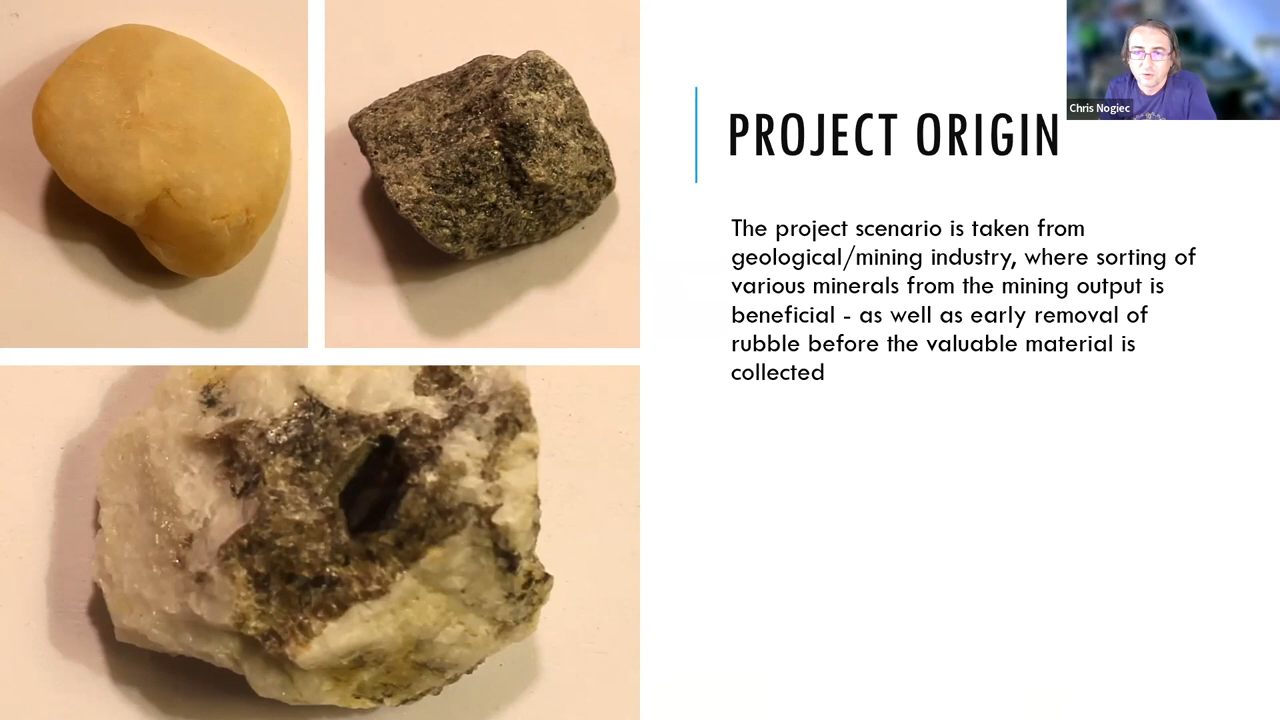 Chris Nogiec
PROJECT ORIGIN
The project scenario is taken from
geological/mining industry, where sorting of
various minerals from the mining output is
beneficial - as well as early removal of
rubble before the valuable material is
collected